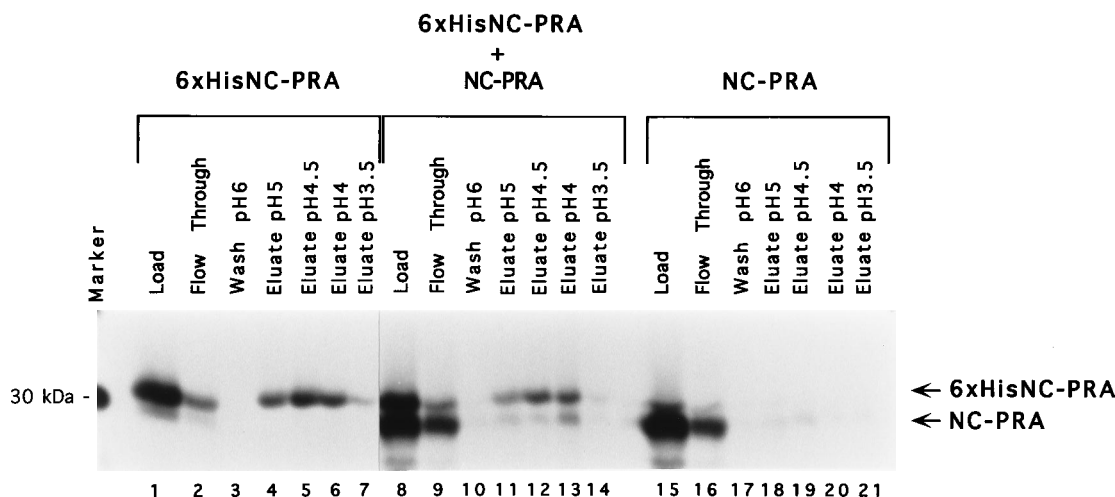 6xHisNC-PRA
+
6xHisNC-PRA NC-PRA NC-PRA
Marker
Load
Flow Through
Wash pH6
Eluate pH5
Eluate pH4.5
Eluate pH4
Eluate pH3.5
Load
Flow Through
Wash pH6
Eluate pH5
Eluate pH4.5
Eluate pH4
Eluate pH3.5
Load
Flow Through
Wash pH6
Eluate pH5
Eluate pH4.5
Eluate pH4
Eluate pH3.5
30 kDa -
← 6xHisNC-PRA
← NC-PRA
1 2 3 4 5 6 7 8 9 10 11 12 13 14 15 16 17 18 19 20 21